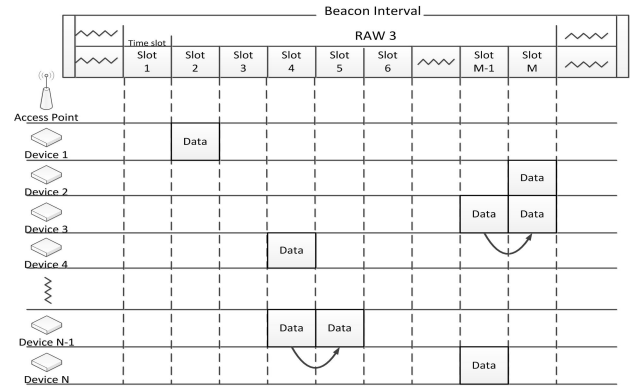 Beacon Interval
RAW 3
Time slot
Slot 1
Slot 2
Slot 3
Slot 4
Slot 5
Slot 6
Slot M-1
Slot M
Access Point
Data
Device 1
Data
Device 2
Data Data
Device 3
Data
Device 4
Data Data
Device N-1
Data
Device N